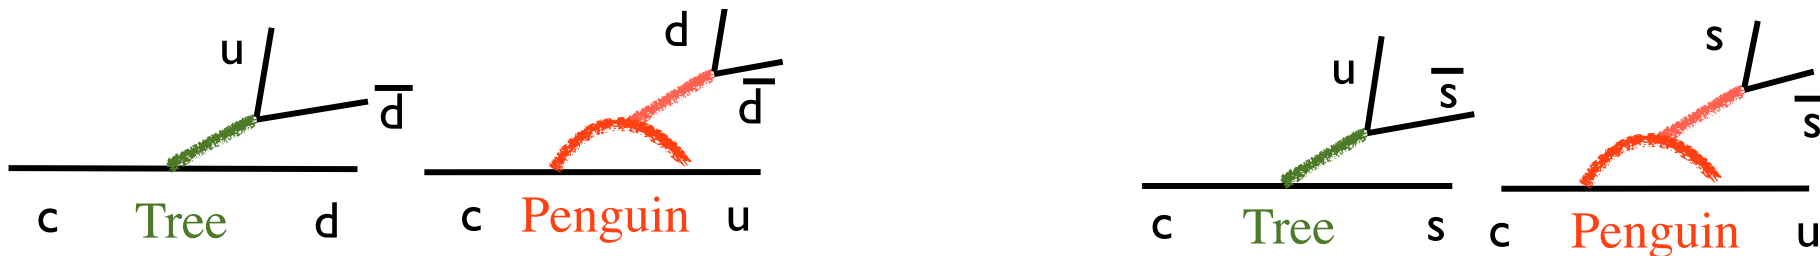 u d̅
c Tree d
d d̅
c Penguin u
u s̅
c Tree s
s s̅
c Penguin u